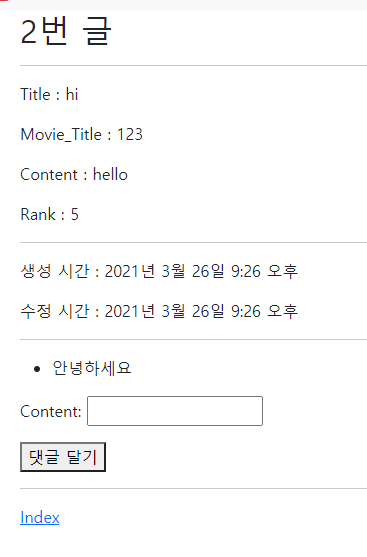 2번 글
Title : hi
Movie_Title : 123
Content : hello
Rank : 5
생성 시간 : 2021년 3월 26일 9:26 오후
수정 시간 : 2021년 3월 26일 9:26 오후
• 안녕하세요
Content:
댓글 달기
Index